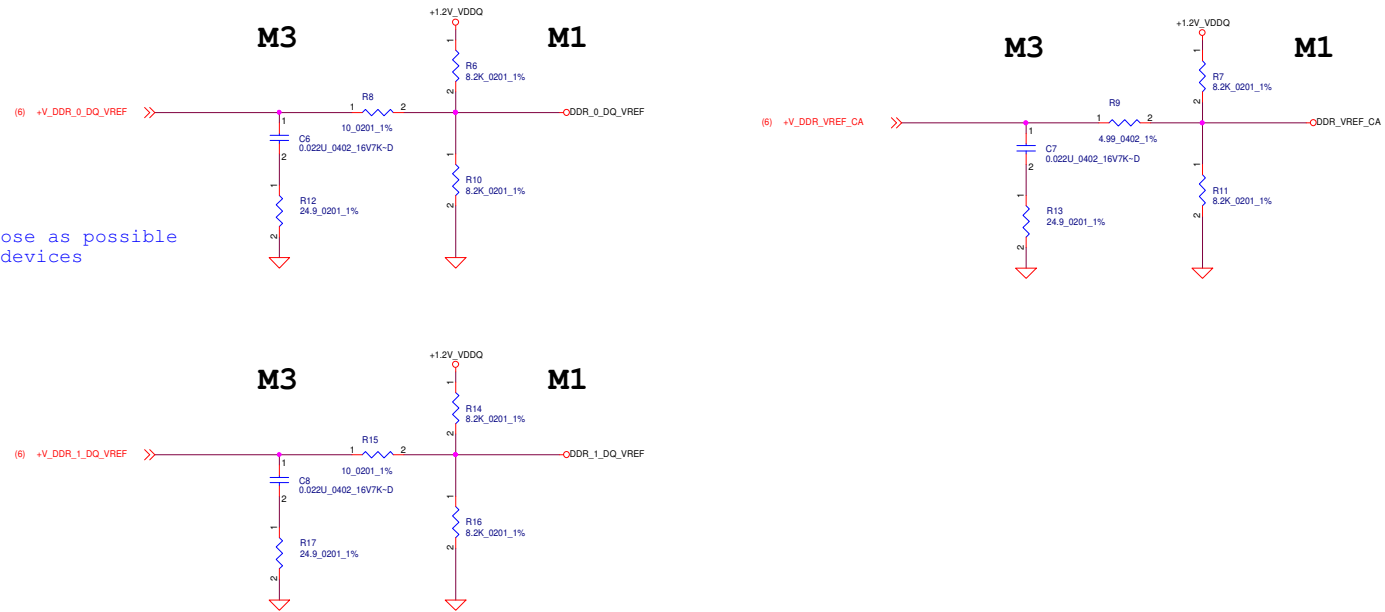 +1.2V_VDDQ
M3
M1
1
R6
8.2K_0201_1%
2
(6) +V_DDR_0_DQ_VREF
R8
1
2
10_0201_1%
DDR_0_DQ_VREF
1
C6
0.022U_0402_16V7K~D
2
1
R10
8.2K_0201_1%
2
1
R12
24.9_0201_1%
2
ose as possible
devices
+1.2V_VDDQ
M3
M1
1
R7
8.2K_0201_1%
2
(6) +V_DDR_VREF_CA
R9
1
2
4.99_0402_1%
DDR_VREF_CA
1
C7
0.022U_0402_16V7K~D
2
1
R11
8.2K_0201_1%
2
1
R13
24.9_0201_1%
2
+1.2V_VDDQ
M3
M1
1
R14
8.2K_0201_1%
2
(6) +V_DDR_1_DQ_VREF
R15
1
2
10_0201_1%
DDR_1_DQ_VREF
1
C8
0.022U_0402_16V7K~D
2
1
R16
8.2K_0201_1%
2
1
R17
24.9_0201_1%
2